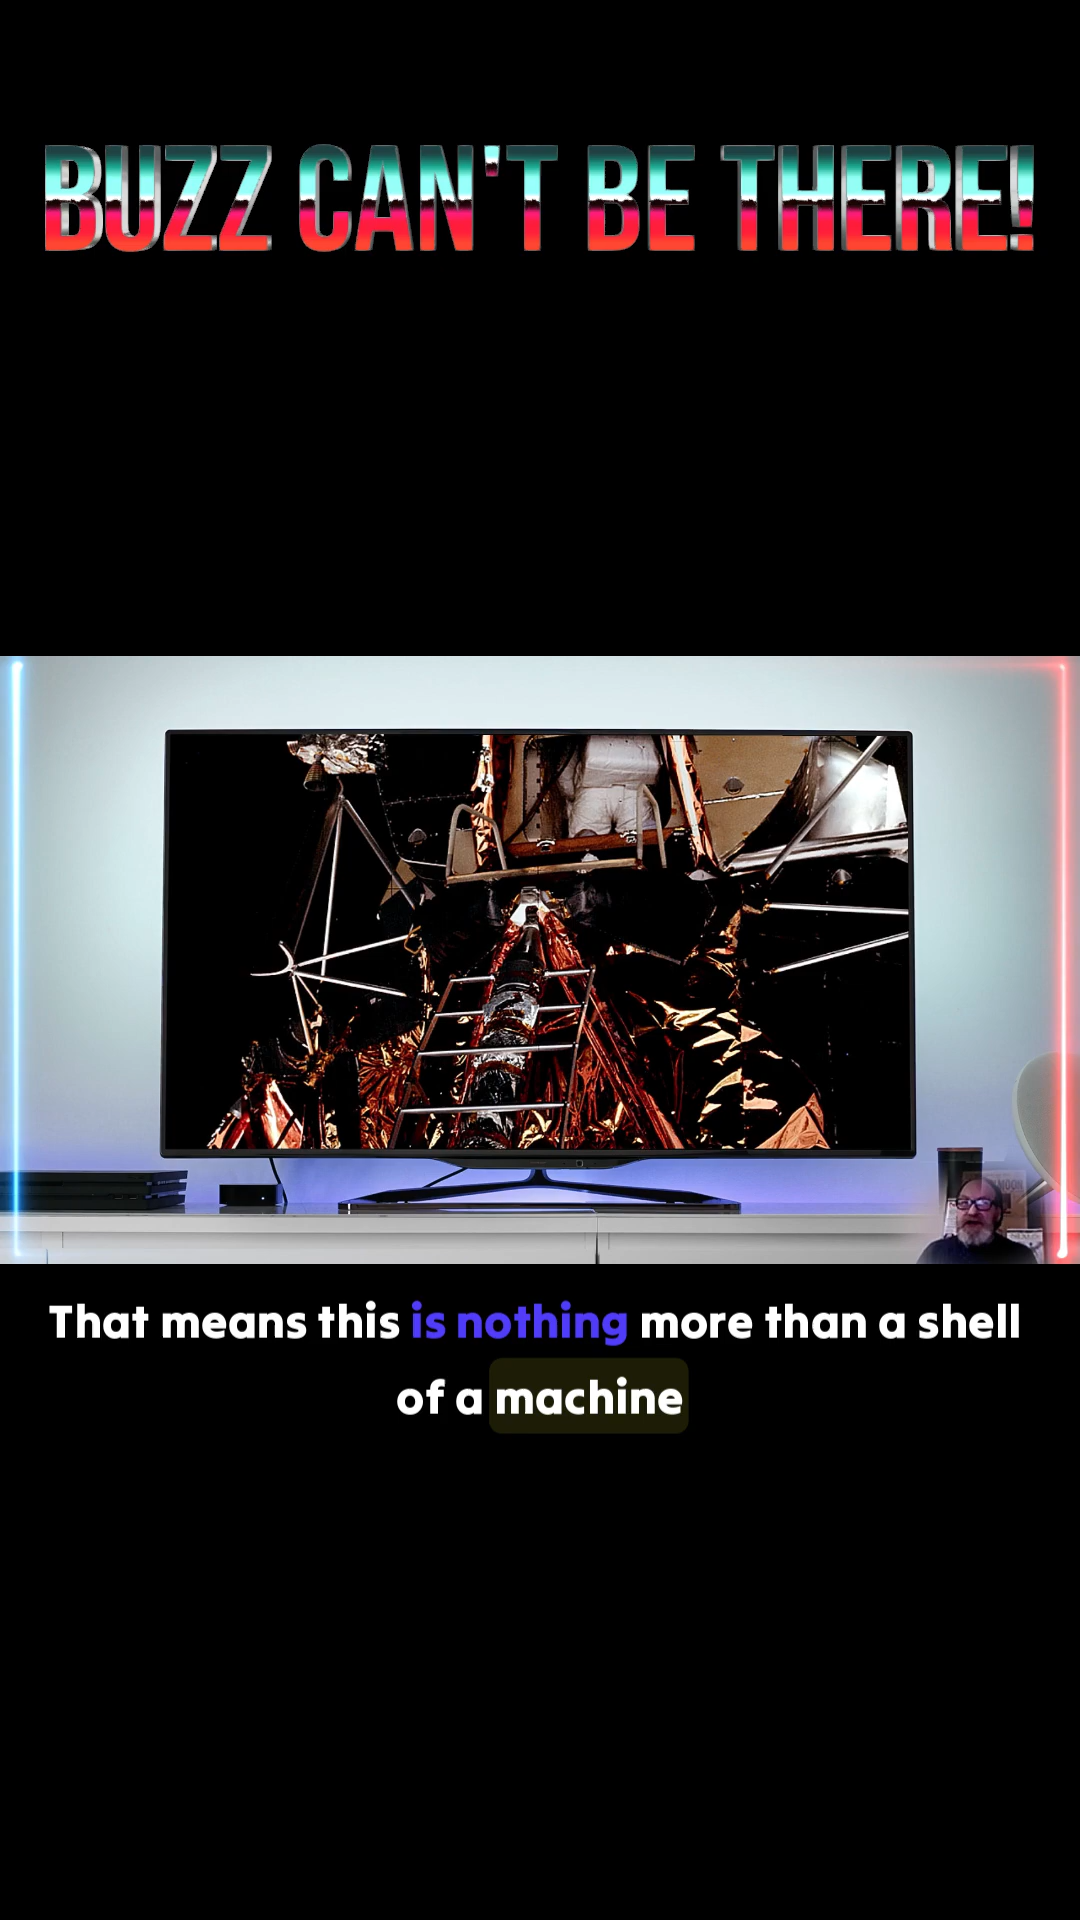 BUZZ CAN'T BE THERE!
That means this is nothing more than a shell
of a machine